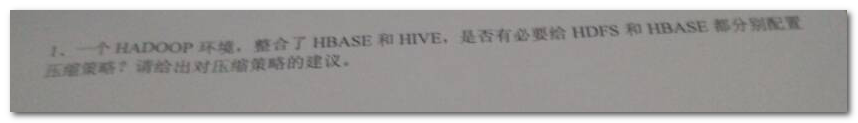 1、一个 HADOOP 环境，整合了 HBASE 和 HIVE，是否有必要给 HDFS 和 HBASE 都分别配置
压缩策略？请给出对压缩策略的建议。